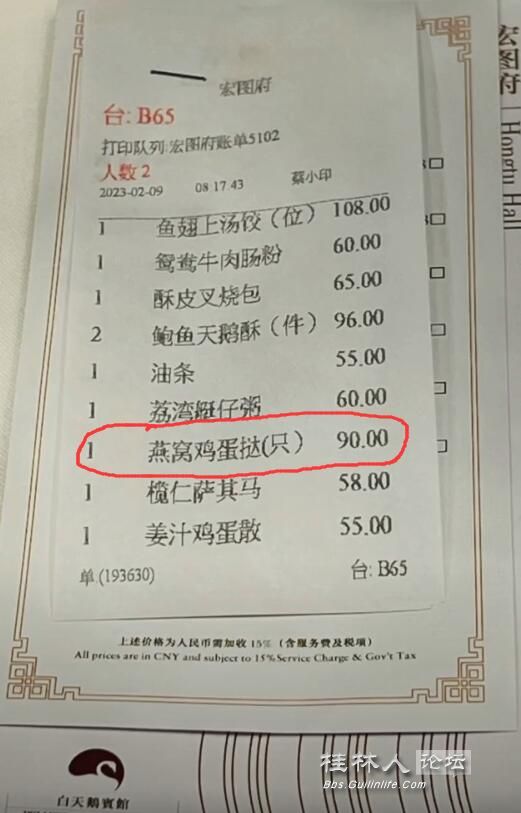 宏图府
台: B65
打印队列:宏图府账单5102
人数 2
2023-02-09 08:17:43 蔡小印
1 鱼翅上汤饺（位） 108.00
1 鸳鸯牛肉肠粉 60.00
1 酥皮叉烧包 65.00
2 鲍鱼天鹅酥（件） 96.00
1 油条 55.00
1 荔湾艇仔粥 60.00
1 燕窝鸡蛋挞(只） 90.00
1 榄仁萨其马 58.00
1 姜汁鸡蛋散 55.00
单(193630) 台: B65
上述价格为人民币需加收 15%（含服务费及税项）
All prices are in CNY and subject to 15% Service Charge & Gov't Tax
宏图府 Hongtu Hall
白天鵝賓館
桂林人论坛
Bbs.Guilinlife.Com